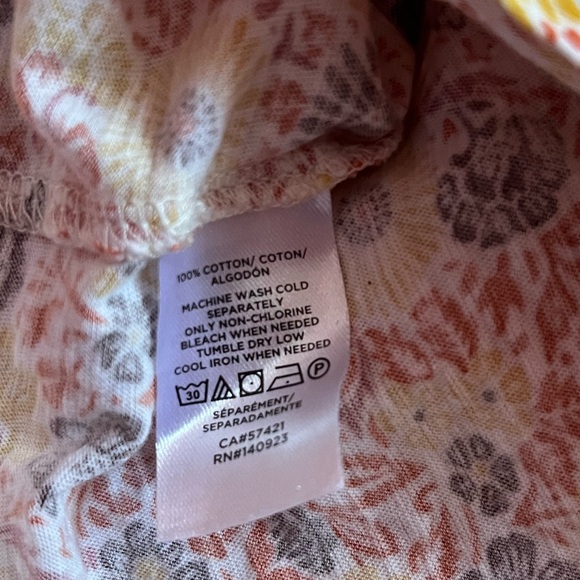 100% COTTON/ COTON/
ALGODÓN
MACHINE WASH COLD
SEPARATELY
ONLY NON-CHLORINE
BLEACH WHEN NEEDED
TUMBLE DRY LOW
COOL IRON WHEN NEEDED
30 P
SÉPARÉMENT/
SEPARADAMENTE
CA#57421
RN#140923